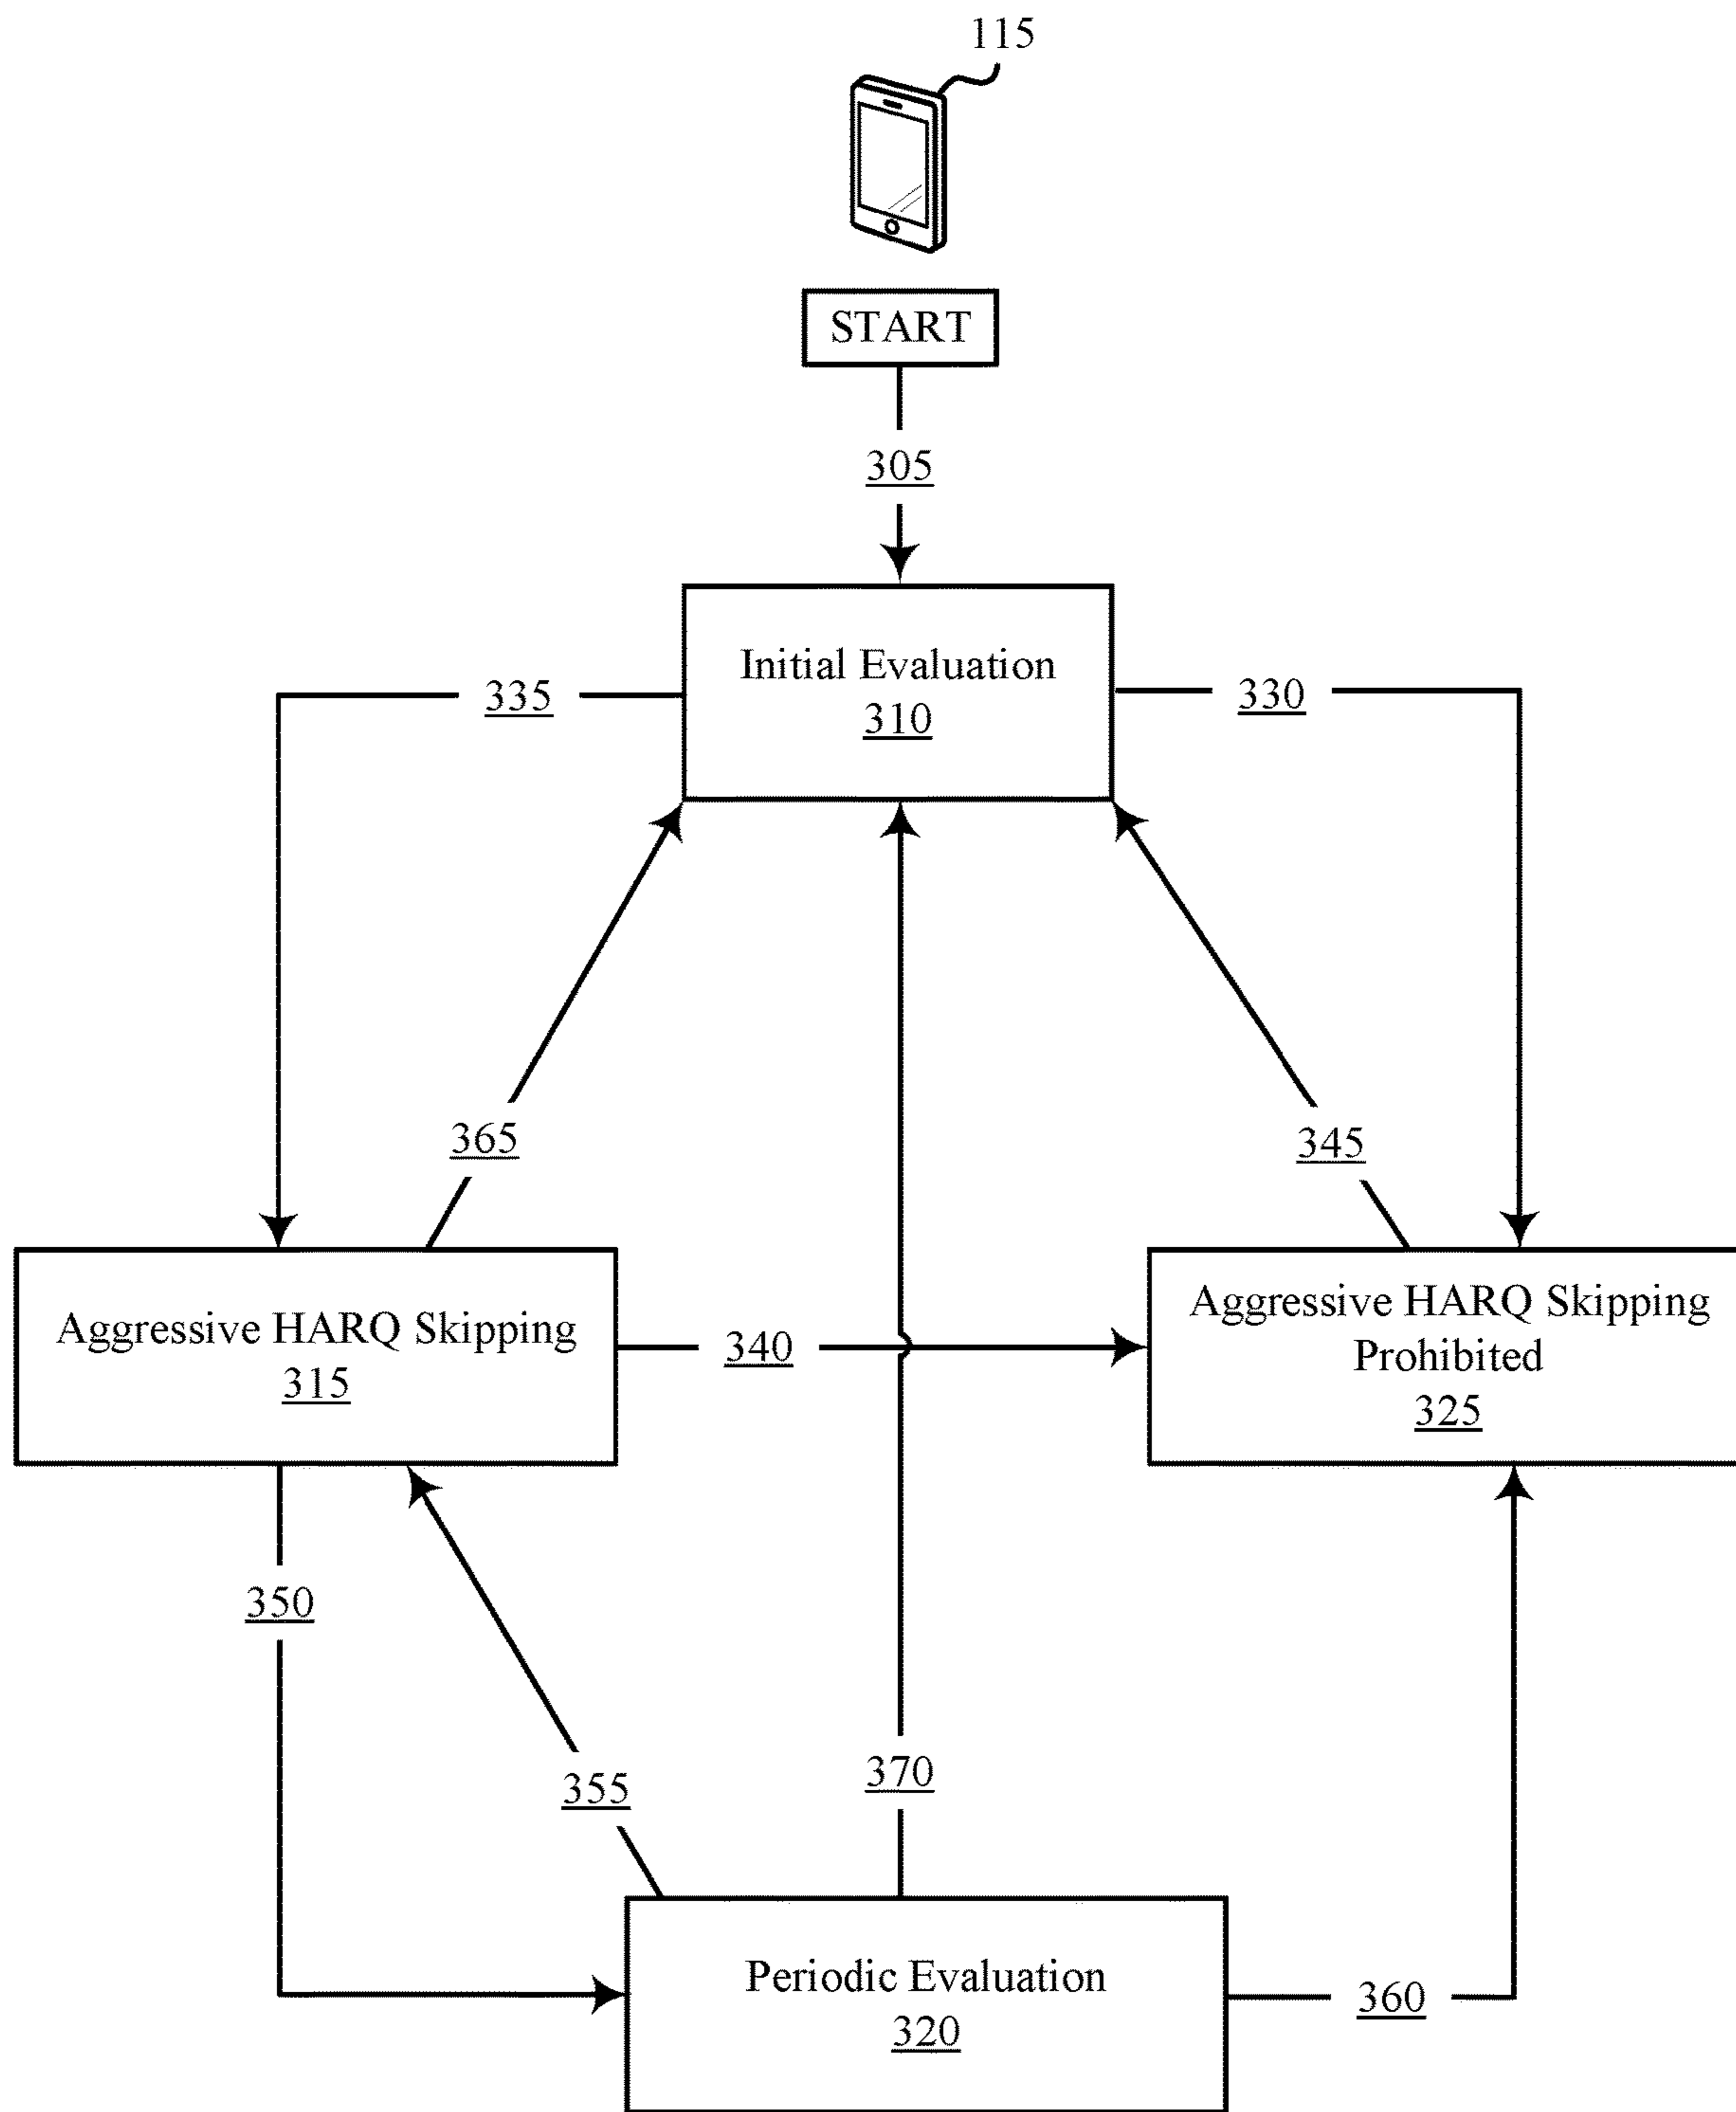 115
START
305
Initial Evaluation
310
335
330
365
345
Aggressive HARQ Skipping
315
340
Aggressive HARQ Skipping
Prohibited
325
350
355
370
Periodic Evaluation
320
360